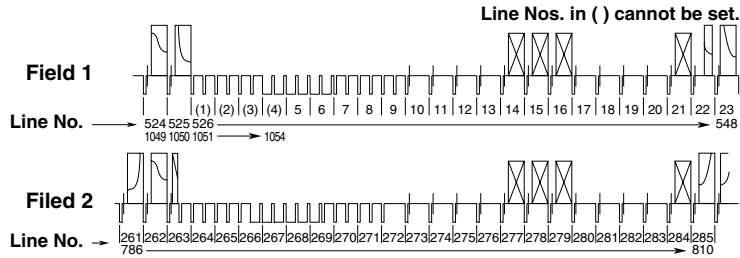 Line Nos. in ( ) cannot be set.
Field 1
(1) (2) (3) (4) 5 6 7 8 9 10 11 12 13 14 15 16 17 18 19 20 21 22 23
Line No. 524 525 526 548
1049 1050 1051 1054
Filed 2
Line No. 261 262 263 264 265 266 267 268 269 270 271 272 273 274 275 276 277 278 279 280 281 282 283 284 285
786 810